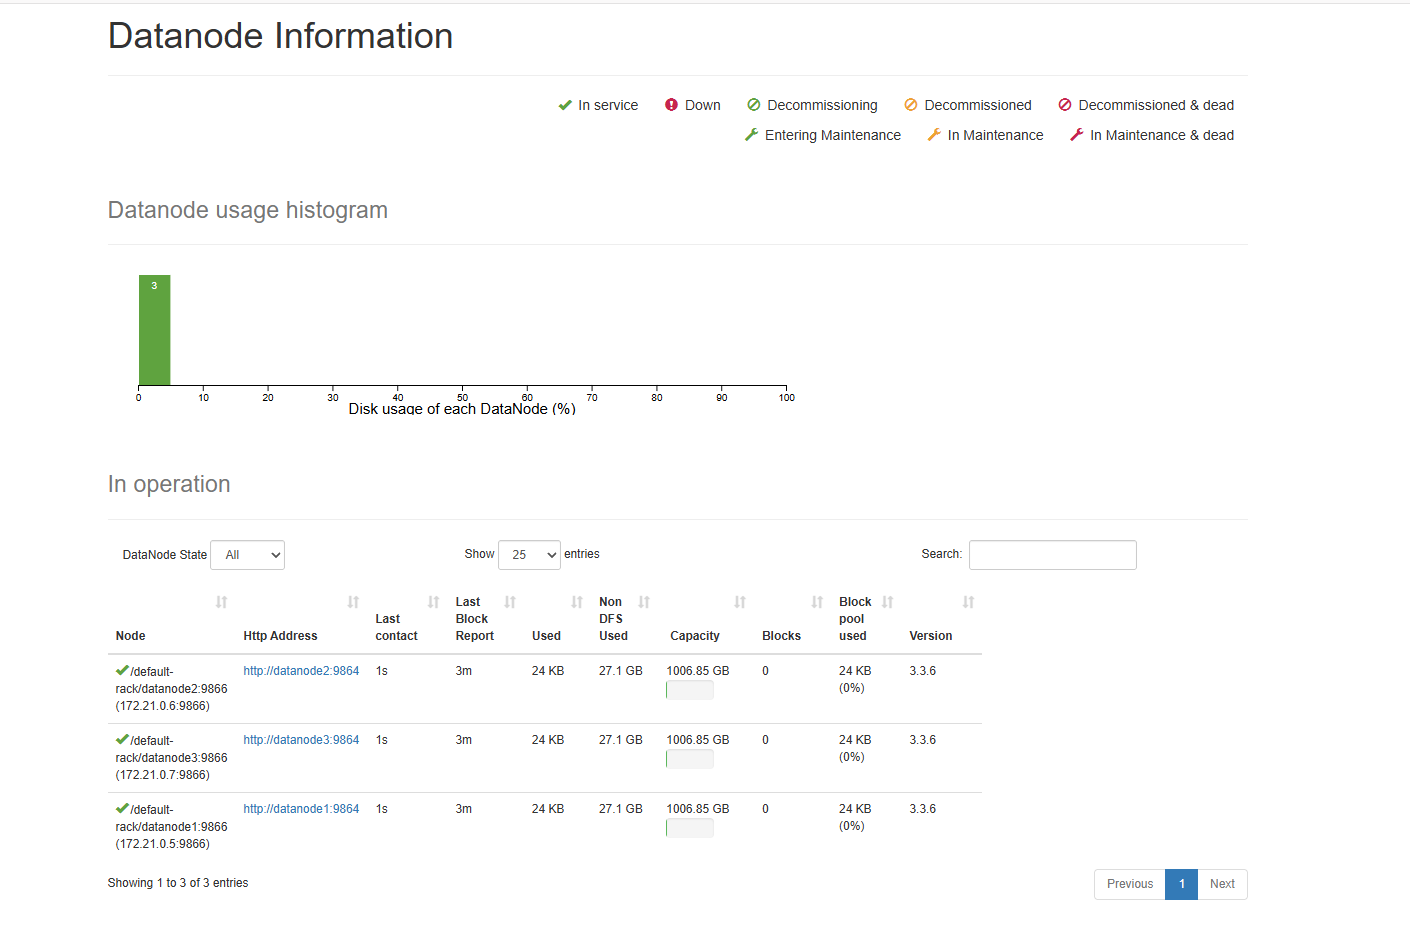 Datanode Information
In service Down Decommissioning Decommissioned Decommissioned & dead
Entering Maintenance In Maintenance In Maintenance & dead
Datanode usage histogram
3
0 10 20 30 40 50 60 70 80 90 100
Disk usage of each DataNode (%)
In operation
DataNode State All Show 25 entries Search:
Node
Http Address
Last
contact
Last
Block
Report
Used
Non
DFS
Used
Capacity
Blocks
Block
pool
used
Version
/default-
rack/datanode2:9866
(172.21.0.6:9866)
http://datanode2:9864
1s
3m
24 KB
27.1 GB
1006.85 GB
0
24 KB
(0%)
3.3.6
/default-
rack/datanode3:9866
(172.21.0.7:9866)
http://datanode3:9864
1s
3m
24 KB
27.1 GB
1006.85 GB
0
24 KB
(0%)
3.3.6
/default-
rack/datanode1:9866
(172.21.0.5:9866)
http://datanode1:9864
1s
3m
24 KB
27.1 GB
1006.85 GB
0
24 KB
(0%)
3.3.6
Showing 1 to 3 of 3 entries
Previous 1 Next